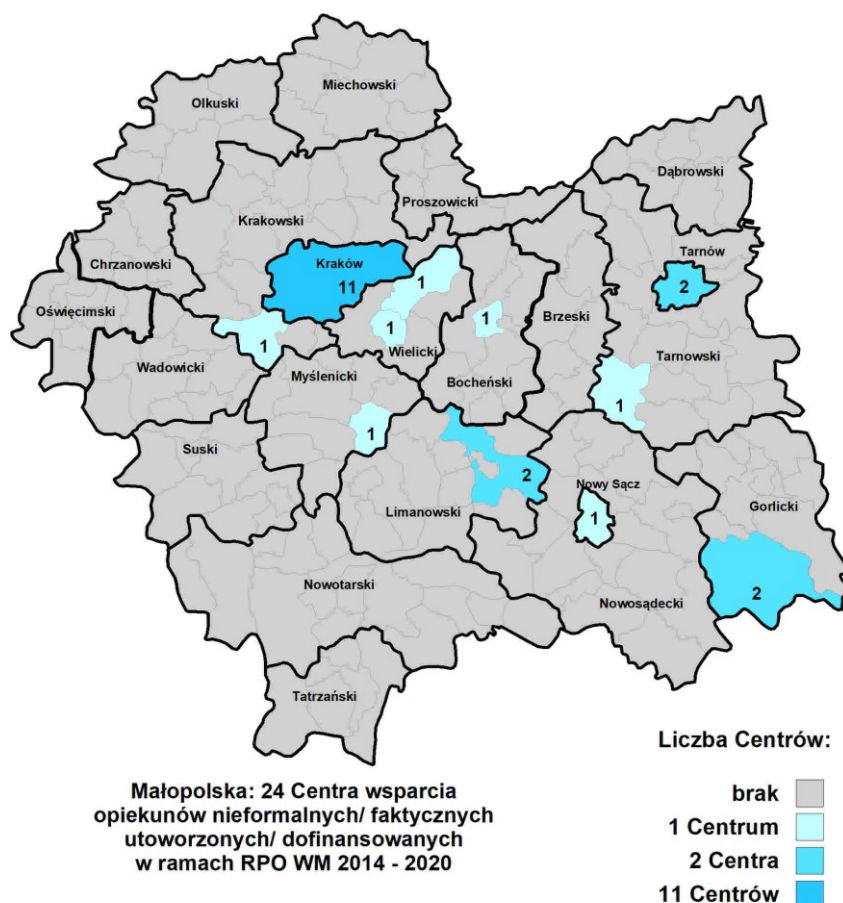 Miechowski
Olkuski
Dąbrowski
Proszowicki
Krakowski
Tarnów
Chrzanowski
Kraków
1
2
11
Oświęcimski
1
1
Brzeski
1
1
Wielicki
Wadowicki
Tarnowski
Myślenicki
Bocheński
1
1
Suski
2
Nowy Sącz
Limanowski
1
Gorlicki
Nowotarski
2
Nowosądecki
Tatrzański
Liczba Centrów:
Małopolska: 24 Centra wsparcia
opiekunów nieformalnych/ faktycznych
utoworzonych/ dofinansowanych
w ramach RPO WM 2014 - 2020
brak
1 Centrum
2 Centra
11 Centrów